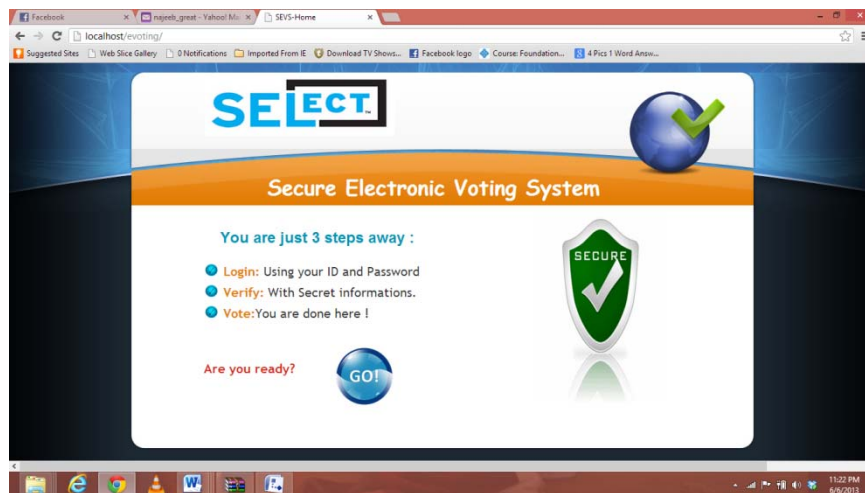 Facebook
najeeb_great - Yahoo! Ma
SEVS-Home
localhost/evoting/
Suggested Sites
Web Slice Gallery
0 Notifications
Imported From IE
Download TV Shows...
Facebook logo
Course: Foundation...
4 Pics 1 Word Answ...
SELECT
Secure Electronic Voting System
You are just 3 steps away :
Login: Using your ID and Password
Verify: With Secret informations.
Vote:You are done here !
SECURE
Are you ready?
GO!
11:22 PM
6/6/2013